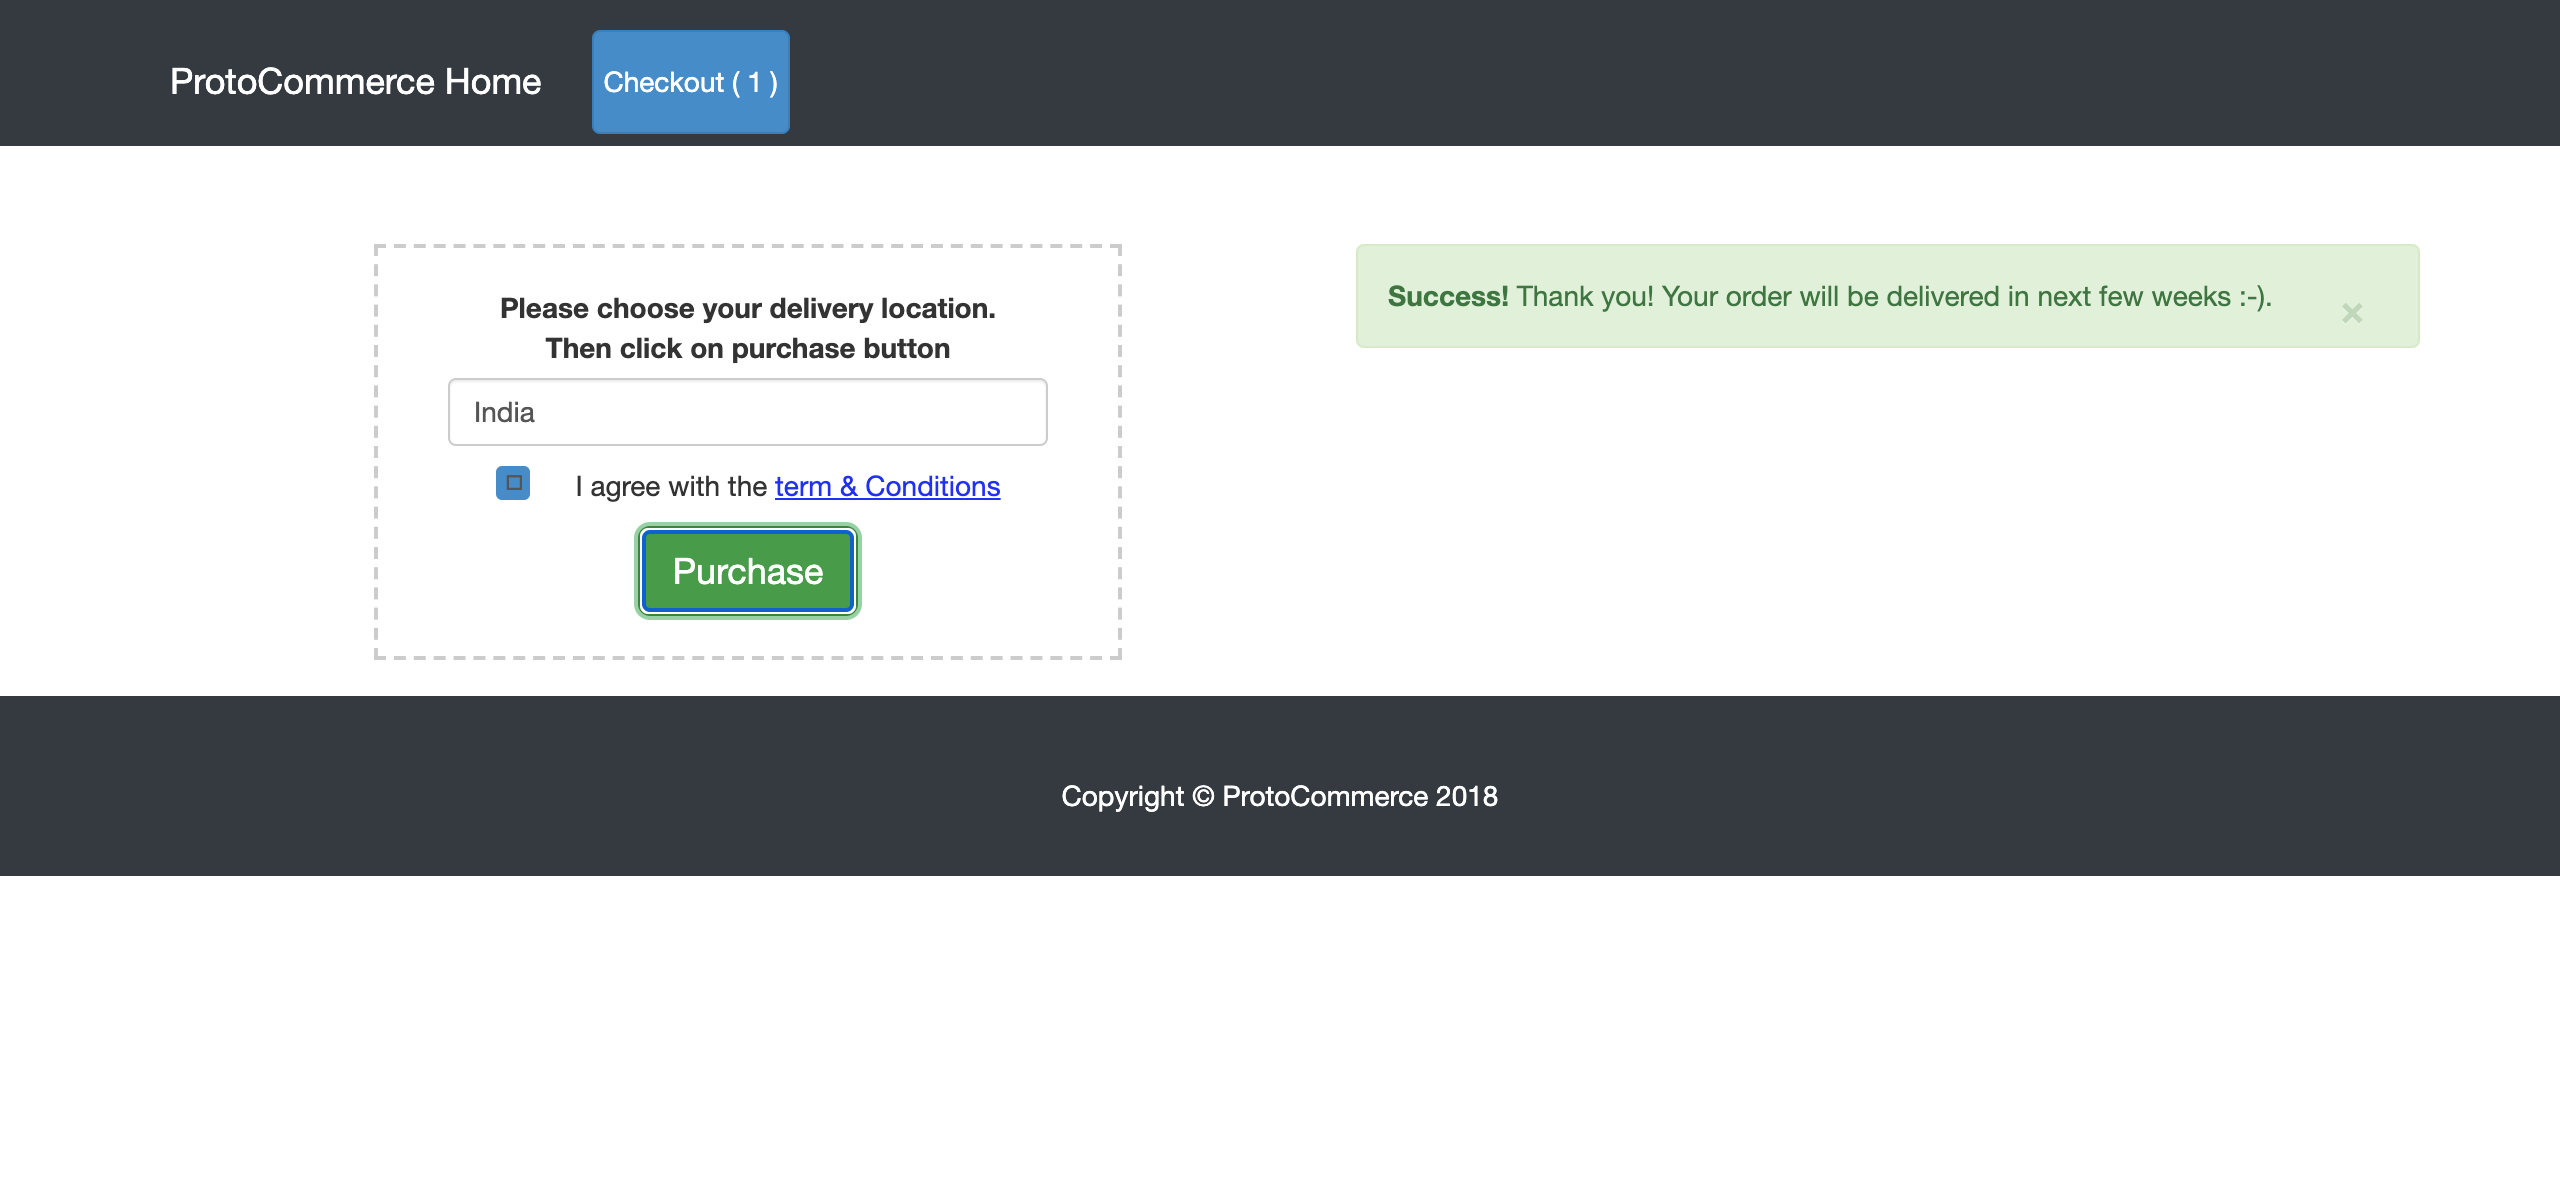 ProtoCommerce Home
Checkout ( 1 )
Please choose your delivery location.
Then click on purchase button
India
I agree with the term & Conditions
Purchase
Success! Thank you! Your order will be delivered in next few weeks :-).
×
Copyright © ProtoCommerce 2018